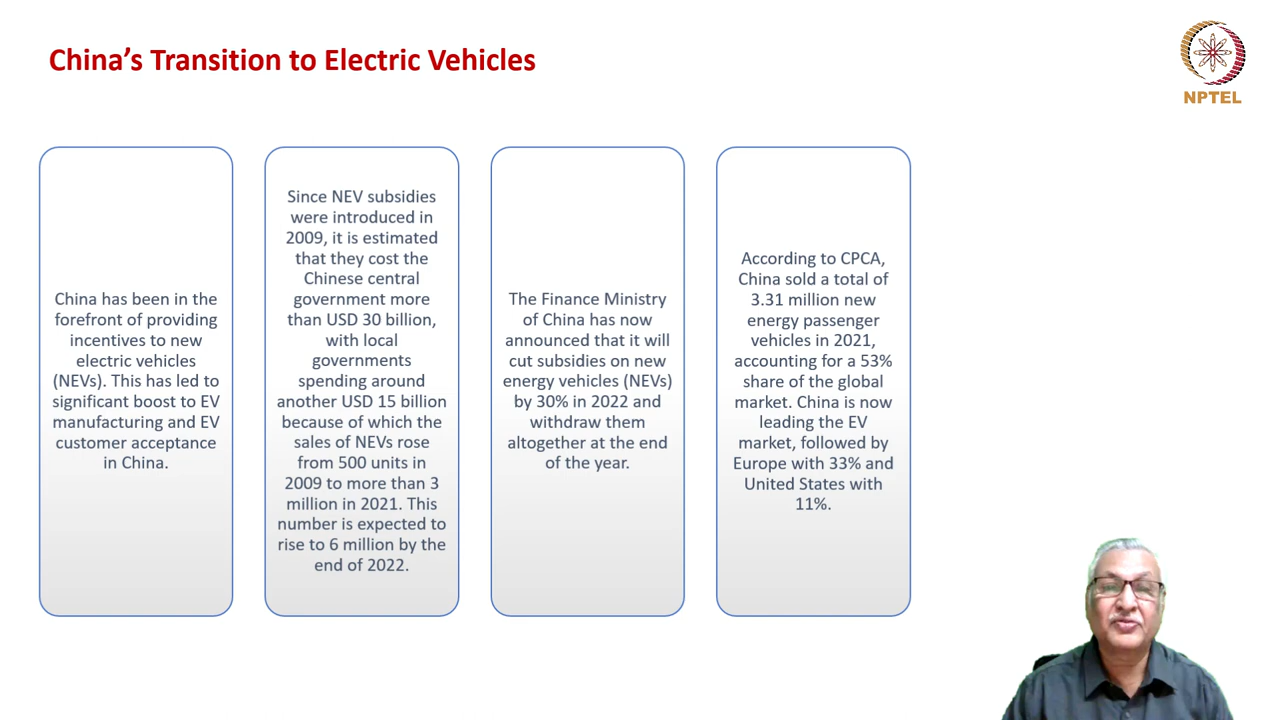 China's Transition to Electric Vehicles
NPTEL
China has been in the
forefront of providing
incentives to new
electric vehicles
(NEVs). This has led to
significant boost to EV
manufacturing and EV
customer acceptance
in China.
Since NEV subsidies
were introduced in
2009, it is estimated
that they cost the
Chinese central
government more
than USD 30 billion,
with local
governments
spending around
another USD 15 billion
because of which the
sales of NEVs rose
from 500 units in
2009 to more than 3
million in 2021. This
number is expected to
rise to 6 million by the
end of 2022.
The Finance Ministry
of China has now
announced that it will
cut subsidies on new
energy vehicles (NEVs)
by 30% in 2022 and
withdraw them
altogether at the end
of the year.
According to CPCA,
China sold a total of
3.31 million new
energy passenger
vehicles in 2021,
accounting for a 53%
share of the global
market. China is now
leading the EV
market, followed by
Europe with 33% and
United States with
11%.